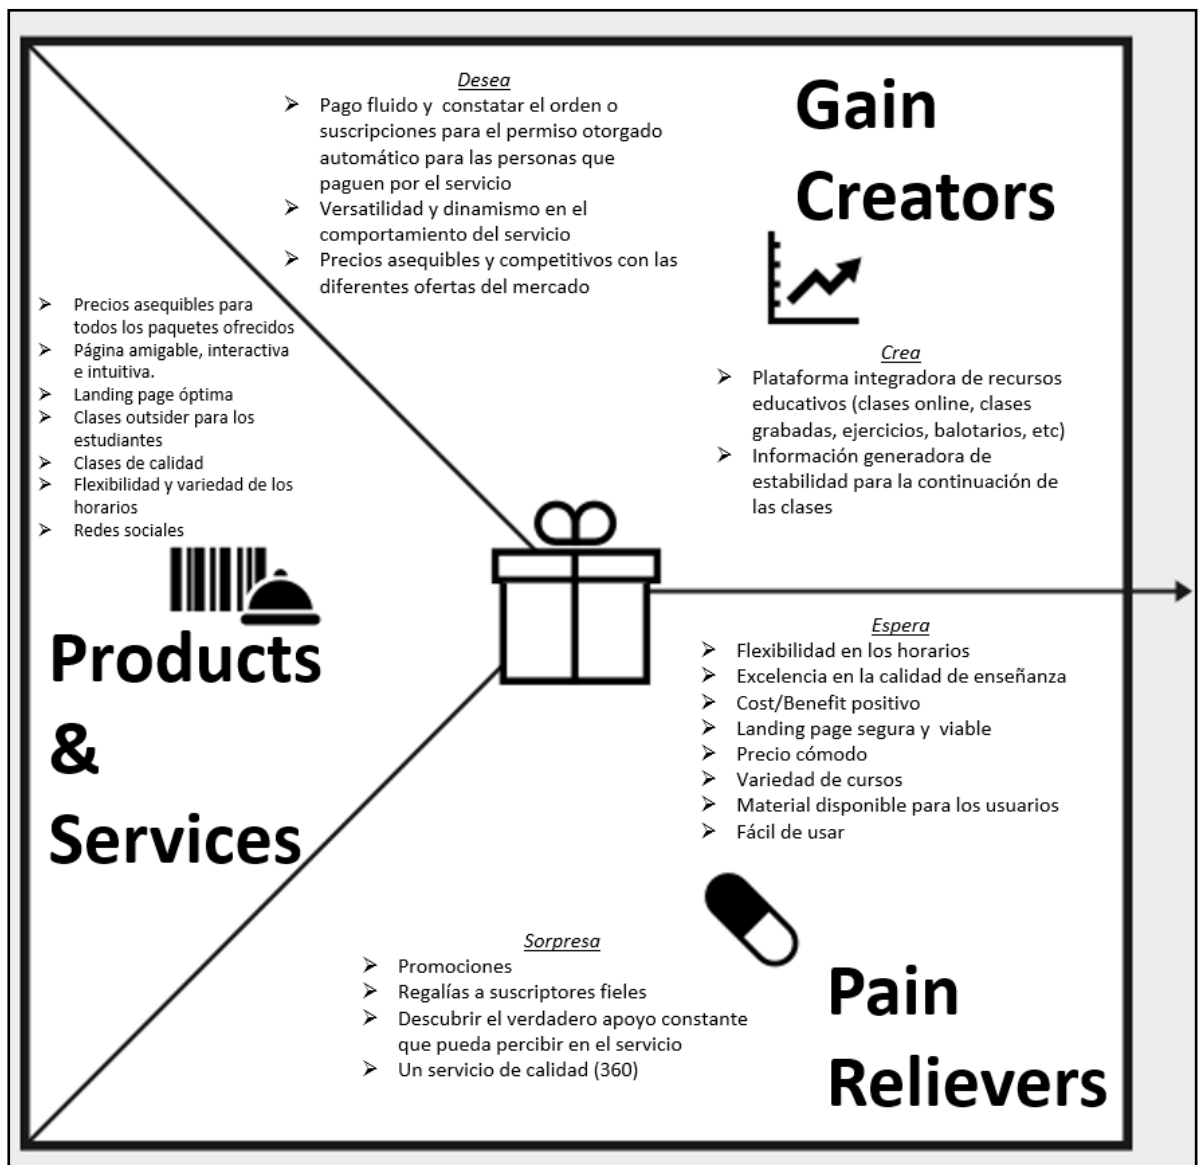 Desea
➢ Pago fluido y constatar el orden o
suscripciones para el permiso otorgado
automático para las personas que
paguen por el servicio
➢ Versatilidad y dinamismo en el
comportamiento del servicio
➢ Precios asequibles y competitivos con las
diferentes ofertas del mercado
Gain
Creators
Crea
➢ Plataforma integradora de recursos
educativos (clases online, clases
grabadas, ejercicios, balotarios, etc)
➢ Información generadora de
estabilidad para la continuación de
las clases
➢ Precios asequibles para
todos los paquetes ofrecidos
➢ Página amigable, interactiva
e intuitiva.
➢ Landing page óptima
➢ Clases outsider para los
estudiantes
➢ Clases de calidad
➢ Flexibilidad y variedad de los
horarios
➢ Redes sociales
Products
&
Services
Espera
➢ Flexibilidad en los horarios
➢ Excelencia en la calidad de enseñanza
➢ Cost/Benefit positivo
➢ Landing page segura y viable
➢ Precio cómodo
➢ Variedad de cursos
➢ Material disponible para los usuarios
➢ Fácil de usar
Sorpresa
➢ Promociones
➢ Regalías a suscriptores fieles
➢ Descubrir el verdadero apoyo constante
que pueda percibir en el servicio
➢ Un servicio de calidad (360)
Pain
Relievers